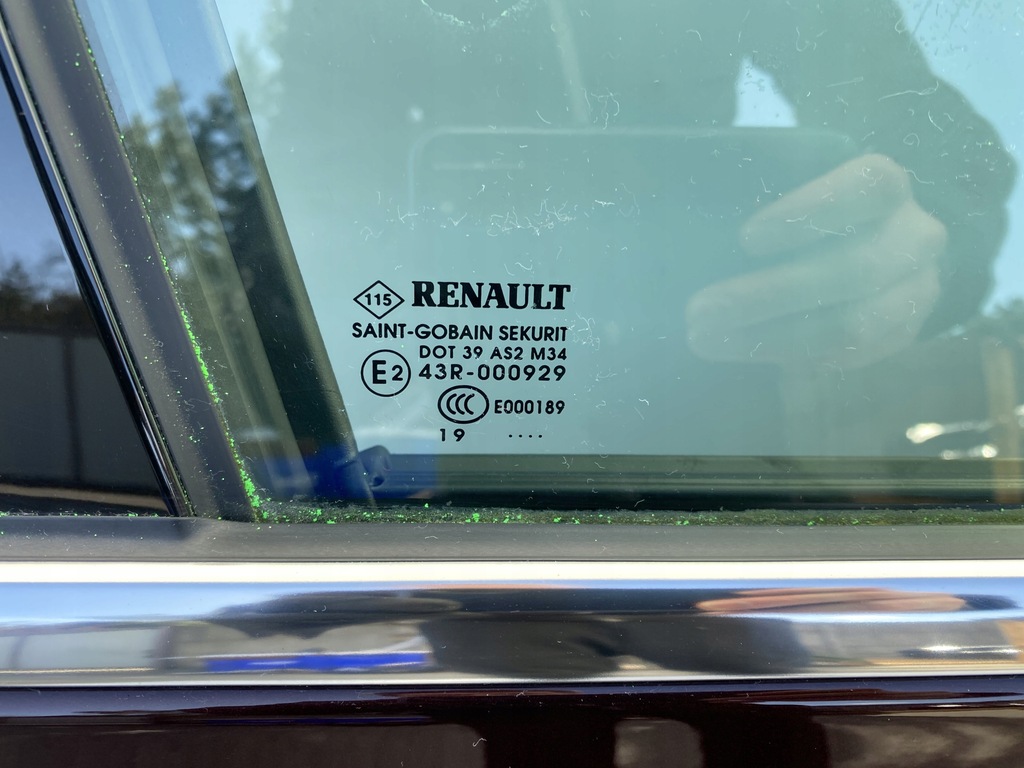 115 RENAULT
SAINT-GOBAIN SEKURIT
DOT 39 AS2 M34
E2 43R-000929
CCC E000189
19 ....